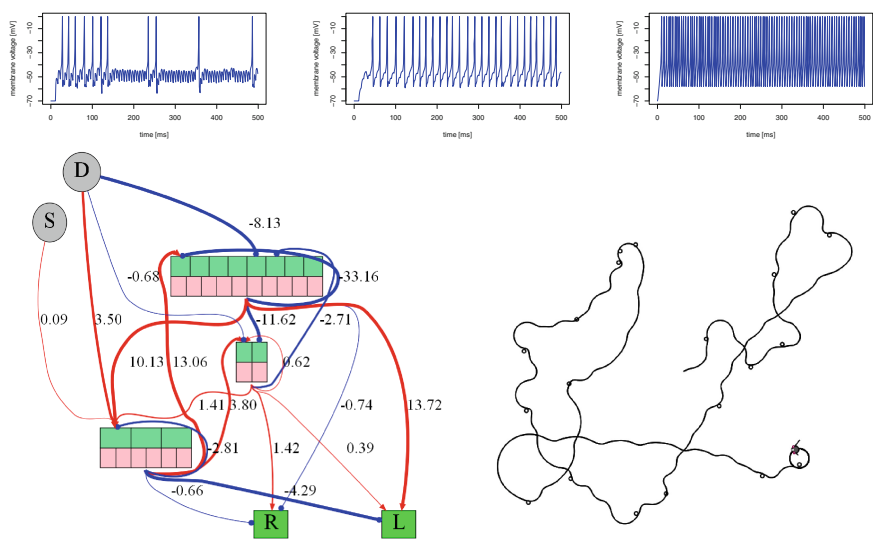 membrane voltage [mV]
-10
-30
-50
-70
0 100 200 300 400 500
time [ms]
membrane voltage [mV]
-10
-30
-50
-70
0 100 200 300 400 500
time [ms]
membrane voltage [mV]
-10
-30
-50
-70
0 100 200 300 400 500
time [ms]
D
S
-8.13
-0.68
-33.16
0.09
3.50
-11.62
-2.71
10.13
13.06
0.62
1.41
3.80
-0.74
13.72
-2.81
1.42
0.39
-0.66
-4.29
R
L